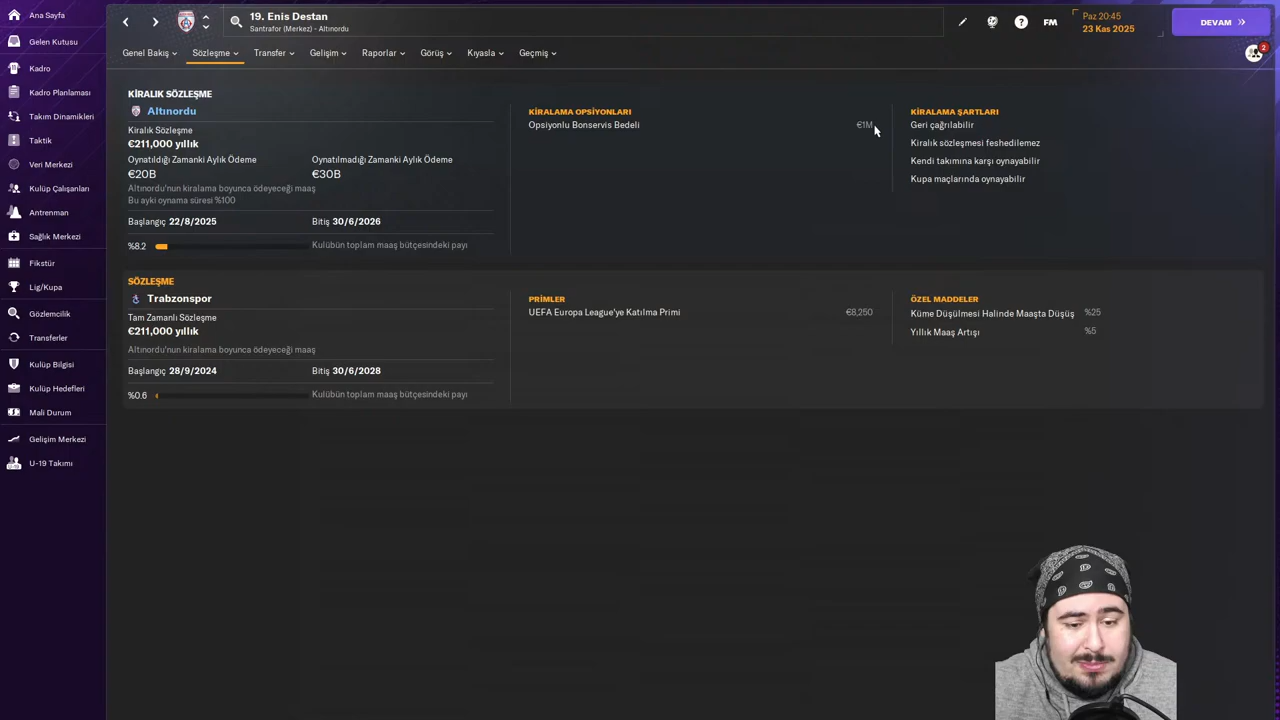 Ana Sayfa
Gelen Kutusu
Kadro
Kadro Planlaması
Takım Dinamikleri
Taktik
Veri Merkezi
Kulüp Çalışanları
Antrenman
Sağlık Merkezi
Fikstür
Lig/Kupa
Gözlemcilik
Transferler
Kulüp Bilgisi
Kulüp Hedefleri
Mali Durum
Gelişim Merkezi
U-19
U-19 Takımı
19. Enis Destan
Santrafor (Merkez) - Altınordu
FM
Paz 20:45
23 Kas 2025
DEVAM
2
Genel Bakış
Sözleşme
Transfer
Gelişim
Raporlar
Görüş
Kıyasla
Geçmiş
KİRALIK SÖZLEŞME
Altınordu
Kiralık Sözleşme
€211,000 yıllık
Oynatıldığı Zamanki Aylık Ödeme
Oynatılmadığı Zamanki Aylık Ödeme
€20B
€30B
Altınordu'nun kiralama boyunca ödeyeceği maaş
Bu ayki oynama süresi %100
Başlangıç 22/8/2025
Bitiş 30/6/2026
%8.2
Kulübün toplam maaş bütçesindeki payı
KİRALAMA OPSİYONLARI
Opsiyonlu Bonservis Bedeli
€1M
KİRALAMA ŞARTLARI
Geri çağrılabilir
Kiralık sözleşmesi feshedilemez
Kendi takımına karşı oynayabilir
Kupa maçlarında oynayabilir
SÖZLEŞME
Trabzonspor
Tam Zamanlı Sözleşme
€211,000 yıllık
Altınordu'nun kiralama boyunca ödeyeceği maaş
Başlangıç 28/9/2024
Bitiş 30/6/2028
%0.6
Kulübün toplam maaş bütçesindeki payı
PRİMLER
UEFA Europa League'ye Katılma Primi
€8,250
ÖZEL MADDELER
Küme Düşülmesi Halinde Maaşta Düşüş
%25
Yıllık Maaş Artışı
%5